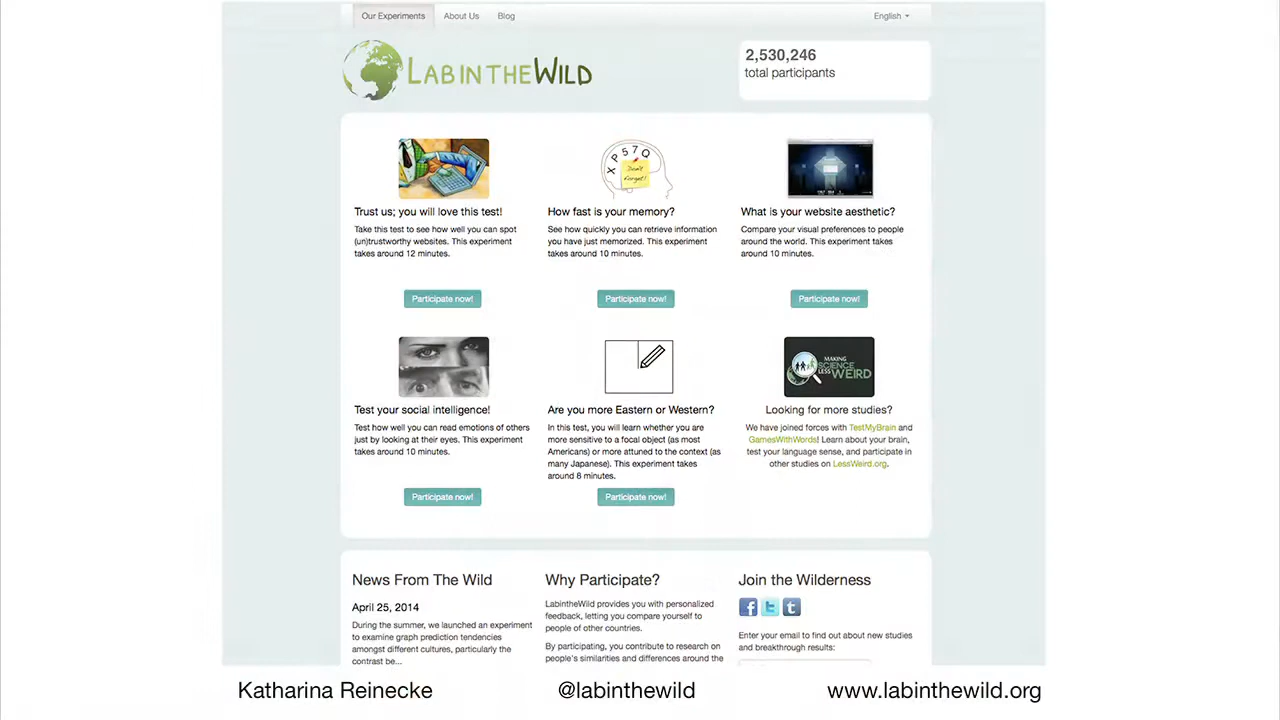 Our Experiments
About Us
Blog
English
LABINTHEWILD
2,530,246
total participants
XP57Q
Don't
forget!
Trust us; you will love this test!
Take this test to see how well you can spot
(un)trustworthy websites. This experiment
takes around 12 minutes.
Participate now!
How fast is your memory?
See how quickly you can retrieve information
you have just memorized. This experiment
takes around 10 minutes.
Participate now!
What is your website aesthetic?
Compare your visual preferences to people
around the world. This experiment takes
around 10 minutes.
Participate now!
Test your social intelligence!
Test how well you can read emotions of others
just by looking at their eyes. This experiment
takes around 10 minutes.
Participate now!
Are you more Eastern or Western?
In this test, you will learn whether you are
more sensitive to a focal object (as most
Americans) or more attuned to the context (as
many Japanese). This experiment takes
around 8 minutes.
Participate now!
MAKING
SCIENCE
LESS WEIRD
Looking for more studies?
We have joined forces with TestMyBrain and
GamesWithWords! Learn about your brain,
test your language sense, and participate in
other studies on LessWeird.org.
News From The Wild
April 25, 2014
During the summer, we launched an experiment
to examine graph prediction tendencies
amongst different cultures, particularly the
contrast be...
Why Participate?
LabintheWild provides you with personalized
feedback, letting you compare yourself to
people of other countries.
By participating, you contribute to research on
people's similarities and differences around the
Join the Wilderness
f
t
t
Enter your email to find out about new studies
and breakthrough results:
Katharina Reinecke
@labinthewild
www.labinthewild.org